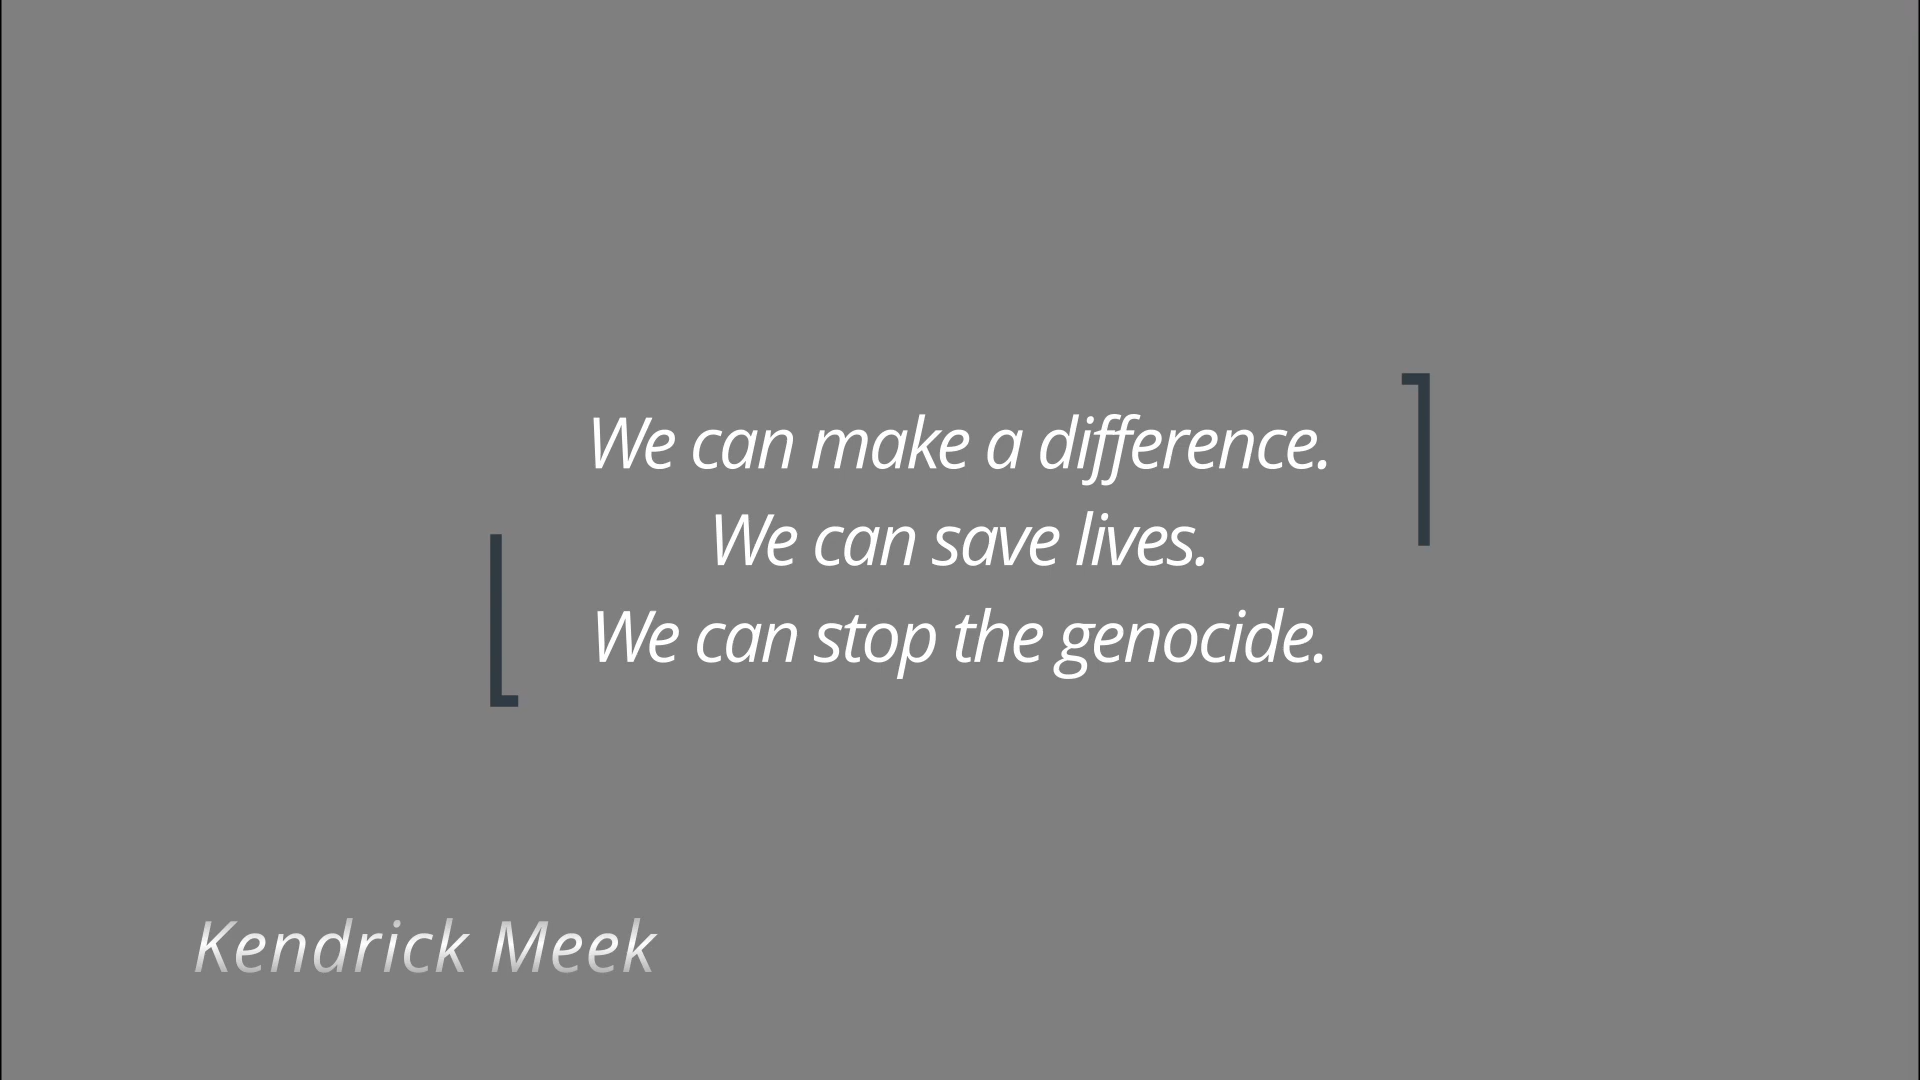 We can make a difference.
We can save lives.
We can stop the genocide.
Kendrick Meek